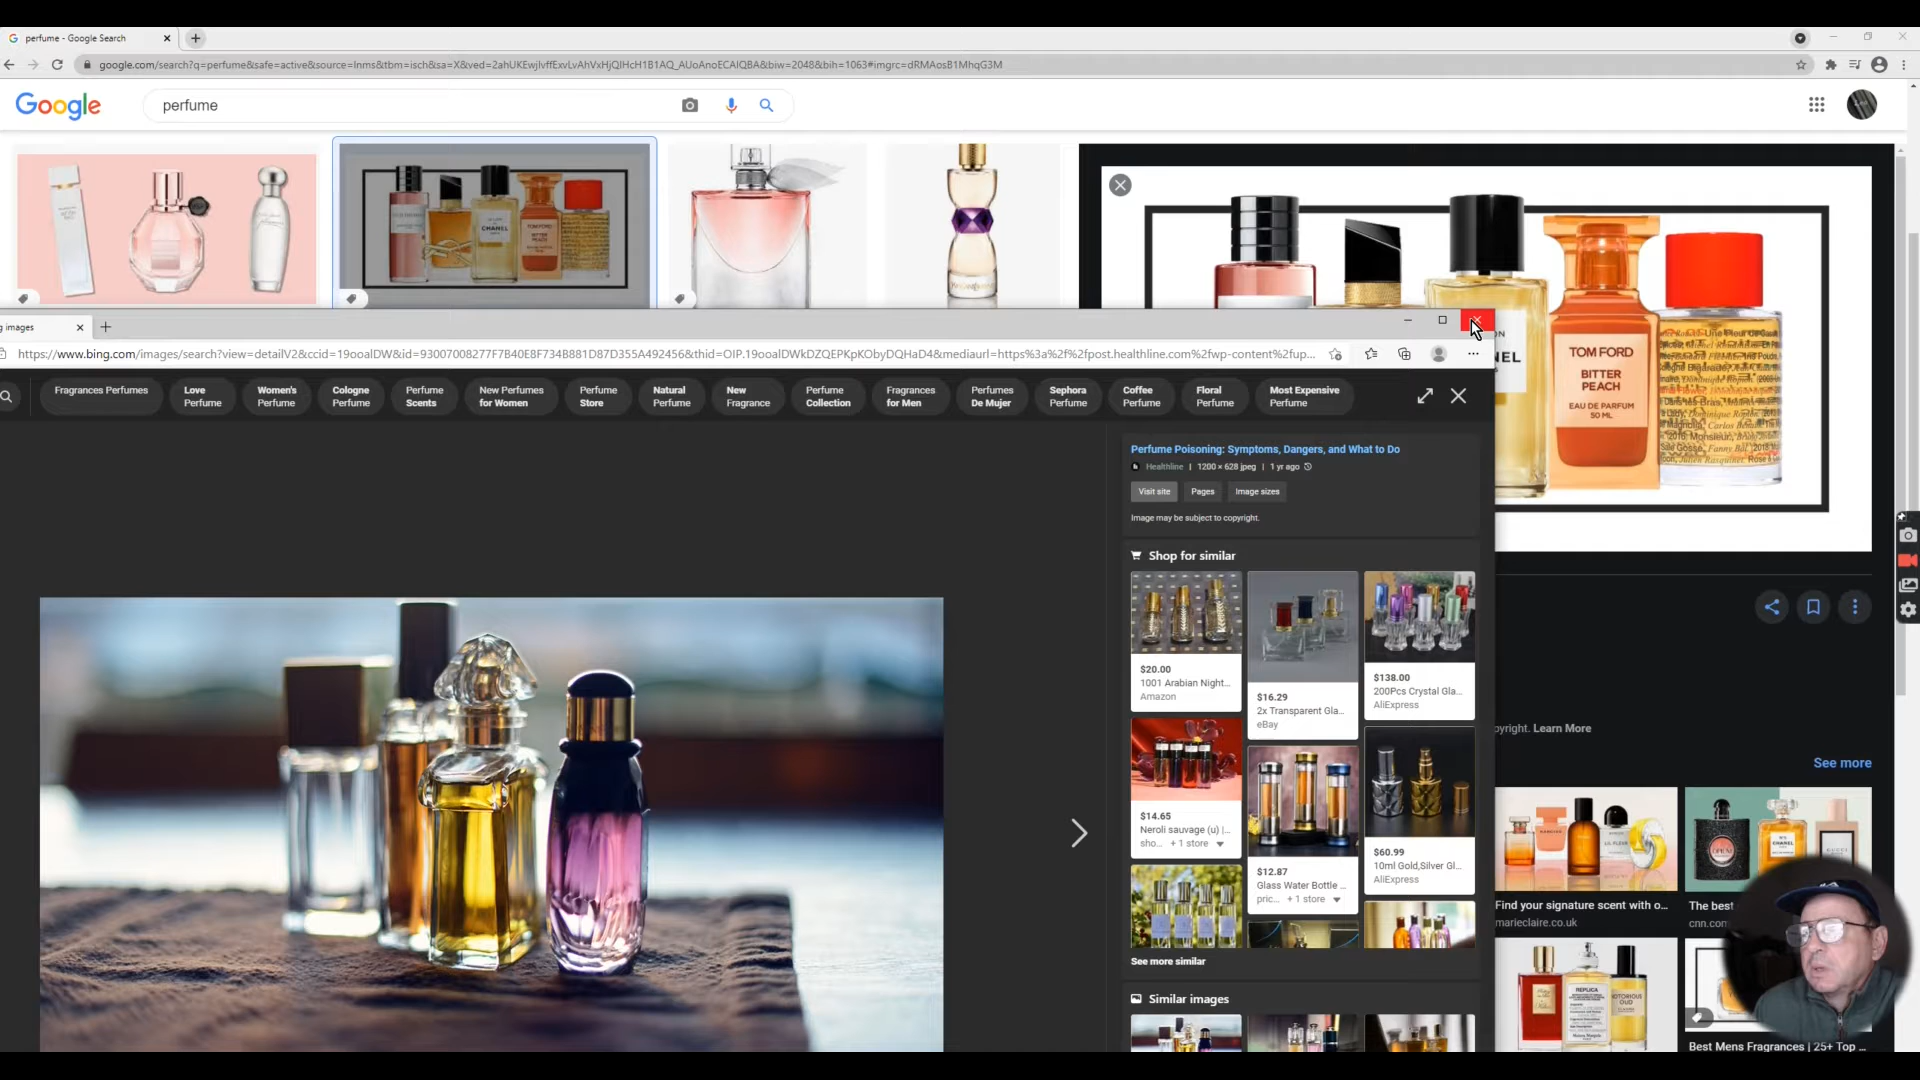 perfume - Google Search
google.com/search?q=perfume&safe=active&source=lnms&tbm=isch&sa=X&ved=2ahUKEwjlvffExvLvAhVxHjQIHcH1B1AQ_AUoAnoECAIQBA&biw=2048&bih=1063#imgrc=dRMAosB1MhqG3M
Google
perfume
CHANEL
BITTER
PEACH
TOM FORD
BITTER
PEACH
EAU DE PARFUM
50 ML
g images
https://www.bing.com/images/search?view=detailV2&ccid=19ooalDW&id=93007008277F7B40E8F734B881D87D355A492456&thid=OIP.19ooalDWkDZQEPKpKObyDQHaD4&mediaurl=https%3a%2f%2fpost.healthline.com%2fwp-content%2fup...
Fragrances Perfumes
Love Perfume
Women's Perfume
Cologne Perfume
Perfume Scents
New Perfumes for Women
Perfume Store
Natural Perfume
New Fragrance
Perfume Collection
Fragrances for Men
Perfumes De Mujer
Sephora Perfume
Coffee Perfume
Floral Perfume
Most Expensive Perfume
Perfume Poisoning: Symptoms, Dangers, and What to Do
Healthline | 1200 × 628 jpeg | 1 yr ago
Visit site Pages Image sizes
Image may be subject to copyright.
Shop for similar
$20.00
1001 Arabian Night...
Amazon
$16.29
2x Transparent Gla...
eBay
$138.00
200Pcs Crystal Gla...
AliExpress
$14.65
Neroli sauvage (u) |...
sho... + 1 store
$12.87
Glass Water Bottle ...
pric... + 1 store
$60.99
10ml Gold,Silver Gl...
AliExpress
See more similar
Similar images
pyright. Learn More
See more
Find your signature scent with o...
marieclaire.co.uk
The best
cnn.com
REPLICA
Best Mens Fragrances | 25+ Top ...